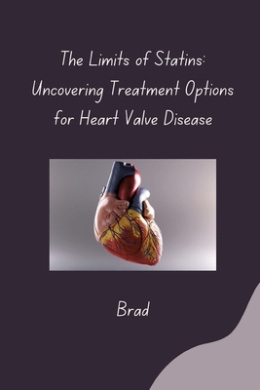 The Limits of Statins:
Uncovering Treatment Options
for Heart Valve Disease
Brad